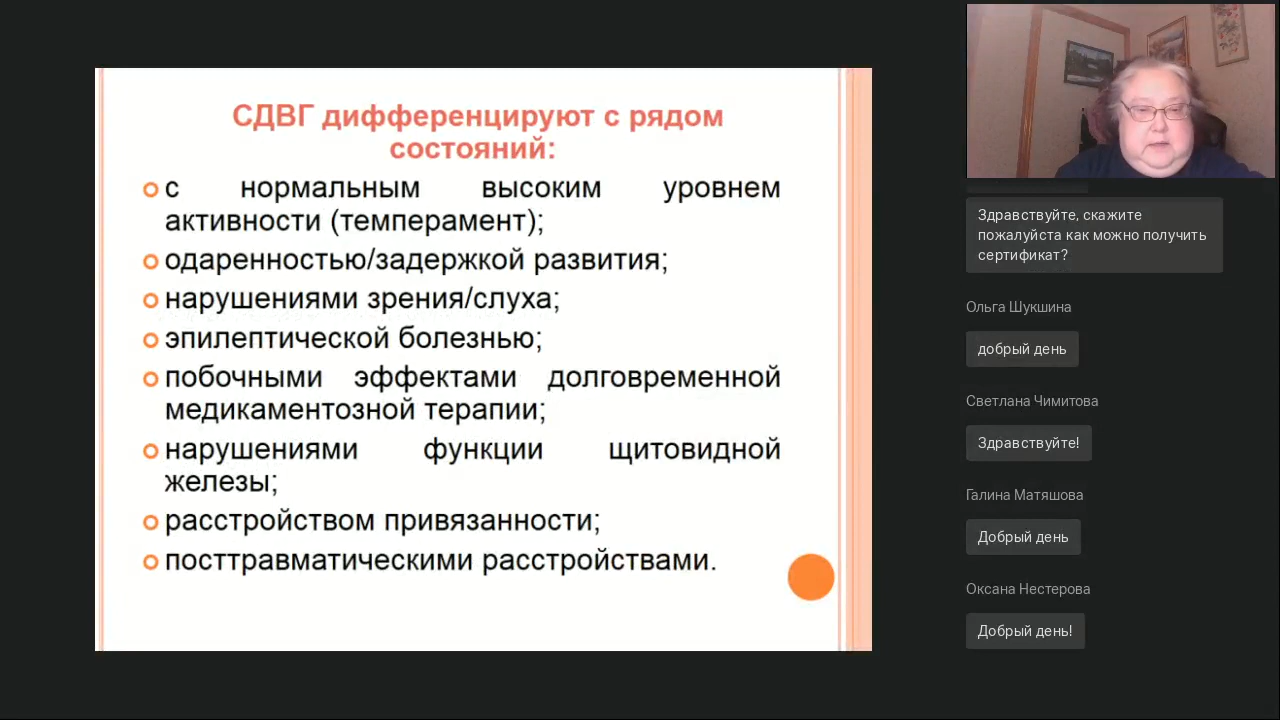 СДВГ дифференцируют с рядом
состояний:
с нормальным высоким уровнем
активности (темперамент);
одаренностью/задержкой развития;
нарушениями зрения/слуха;
эпилептической болезнью;
побочными эффектами долговременной
медикаментозной терапии;
нарушениями функции щитовидной
железы;
расстройством привязанности;
посттравматическими расстройствами.
Здравствуйте, скажите
пожалуйста как можно получить
сертификат?
Ольга Шукшина
добрый день
Светлана Чимитова
Здравствуйте!
Галина Матяшова
Добрый день
Оксана Нестерова
Добрый день!